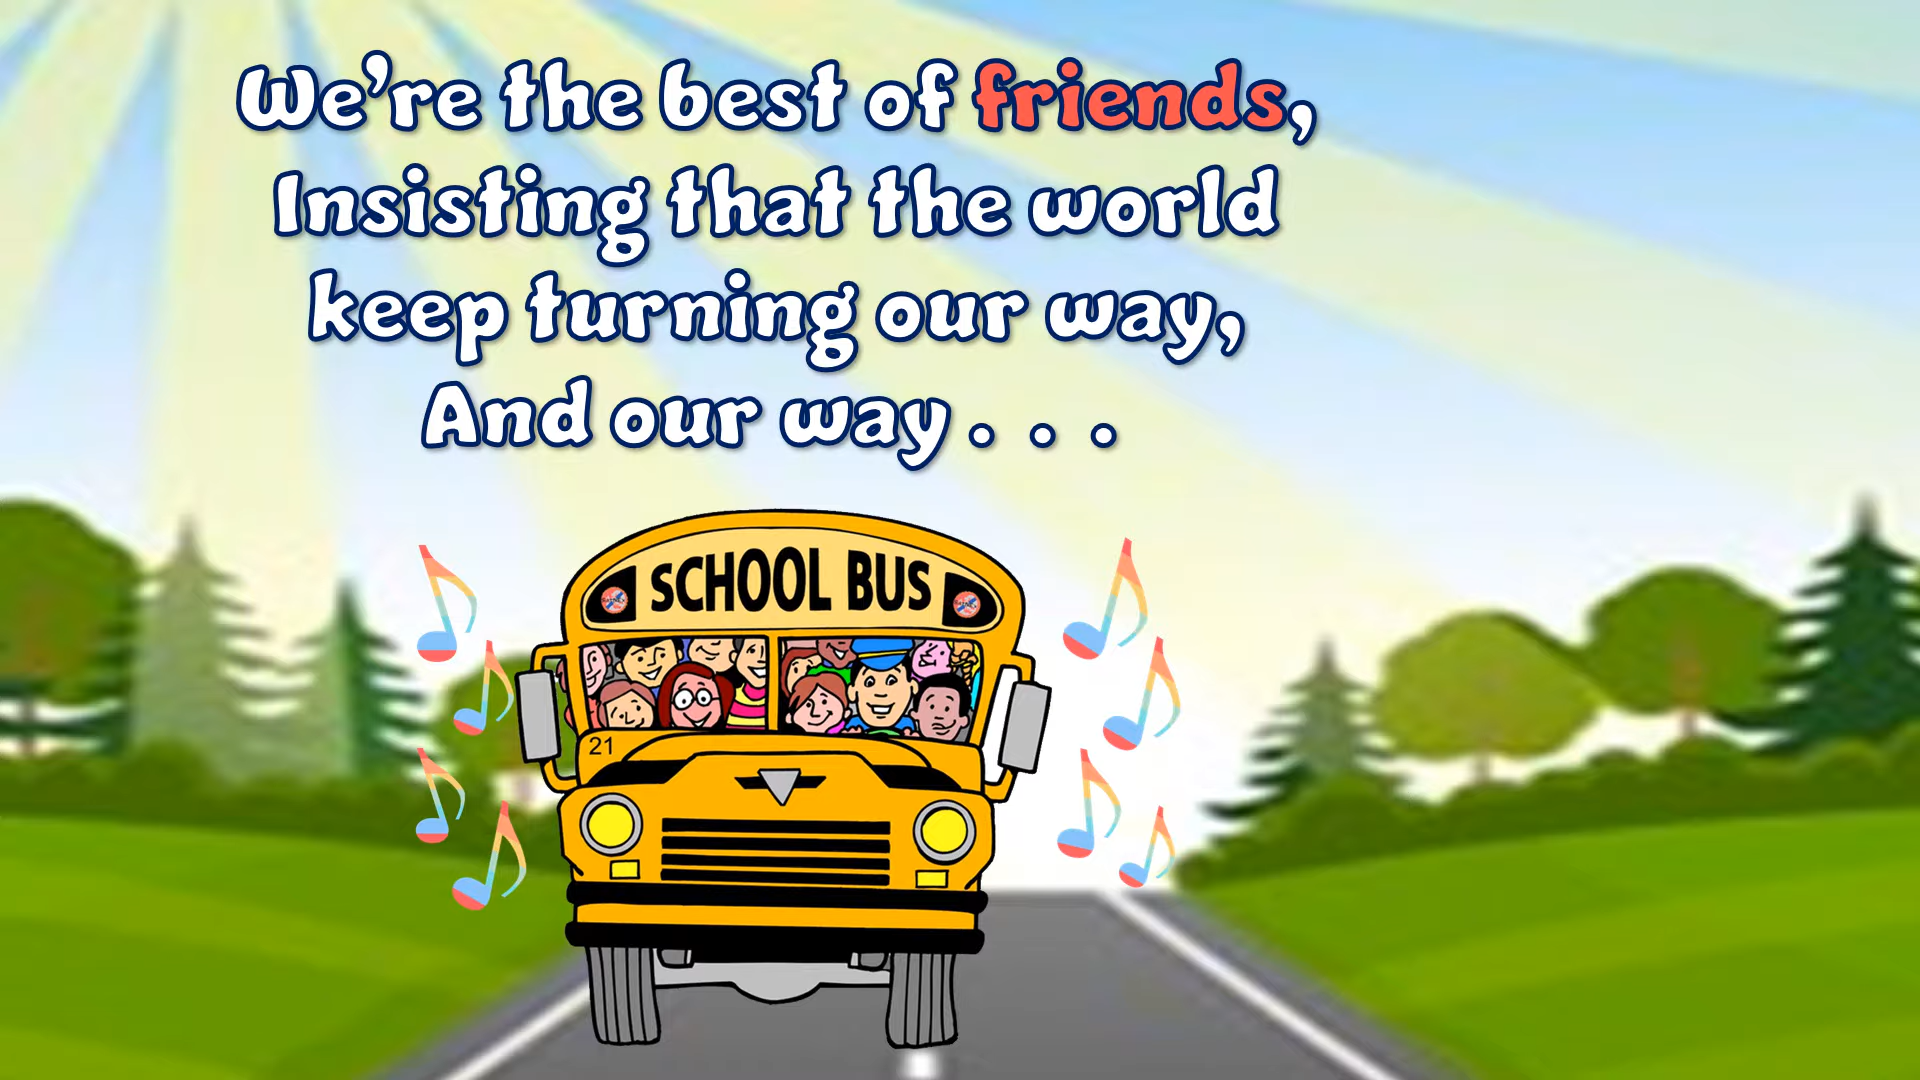 We're the best of friends,
Insisting that the world
keep turning our way,
And our way . . .
SCHOOL BUS
21